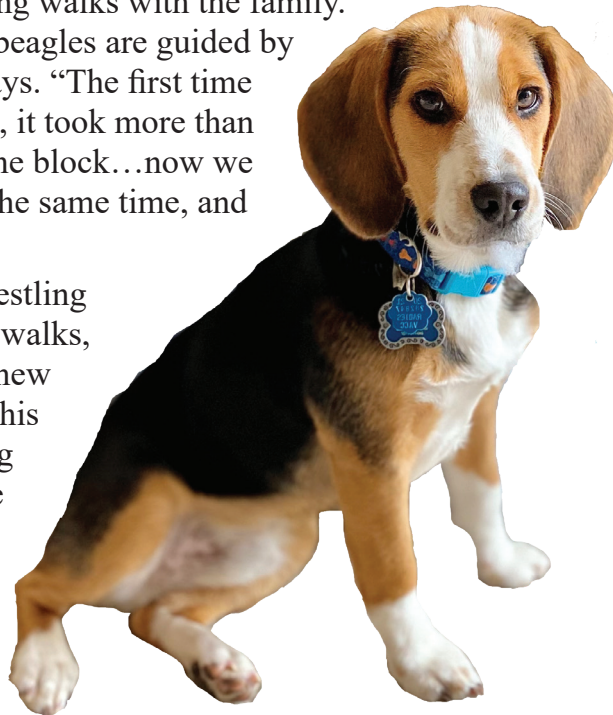 ng walks with the family.
beagles are guided by
ys. “The first time
, it took more than
he block…now we
he same time, and
estling
walks,
new
his
g
e